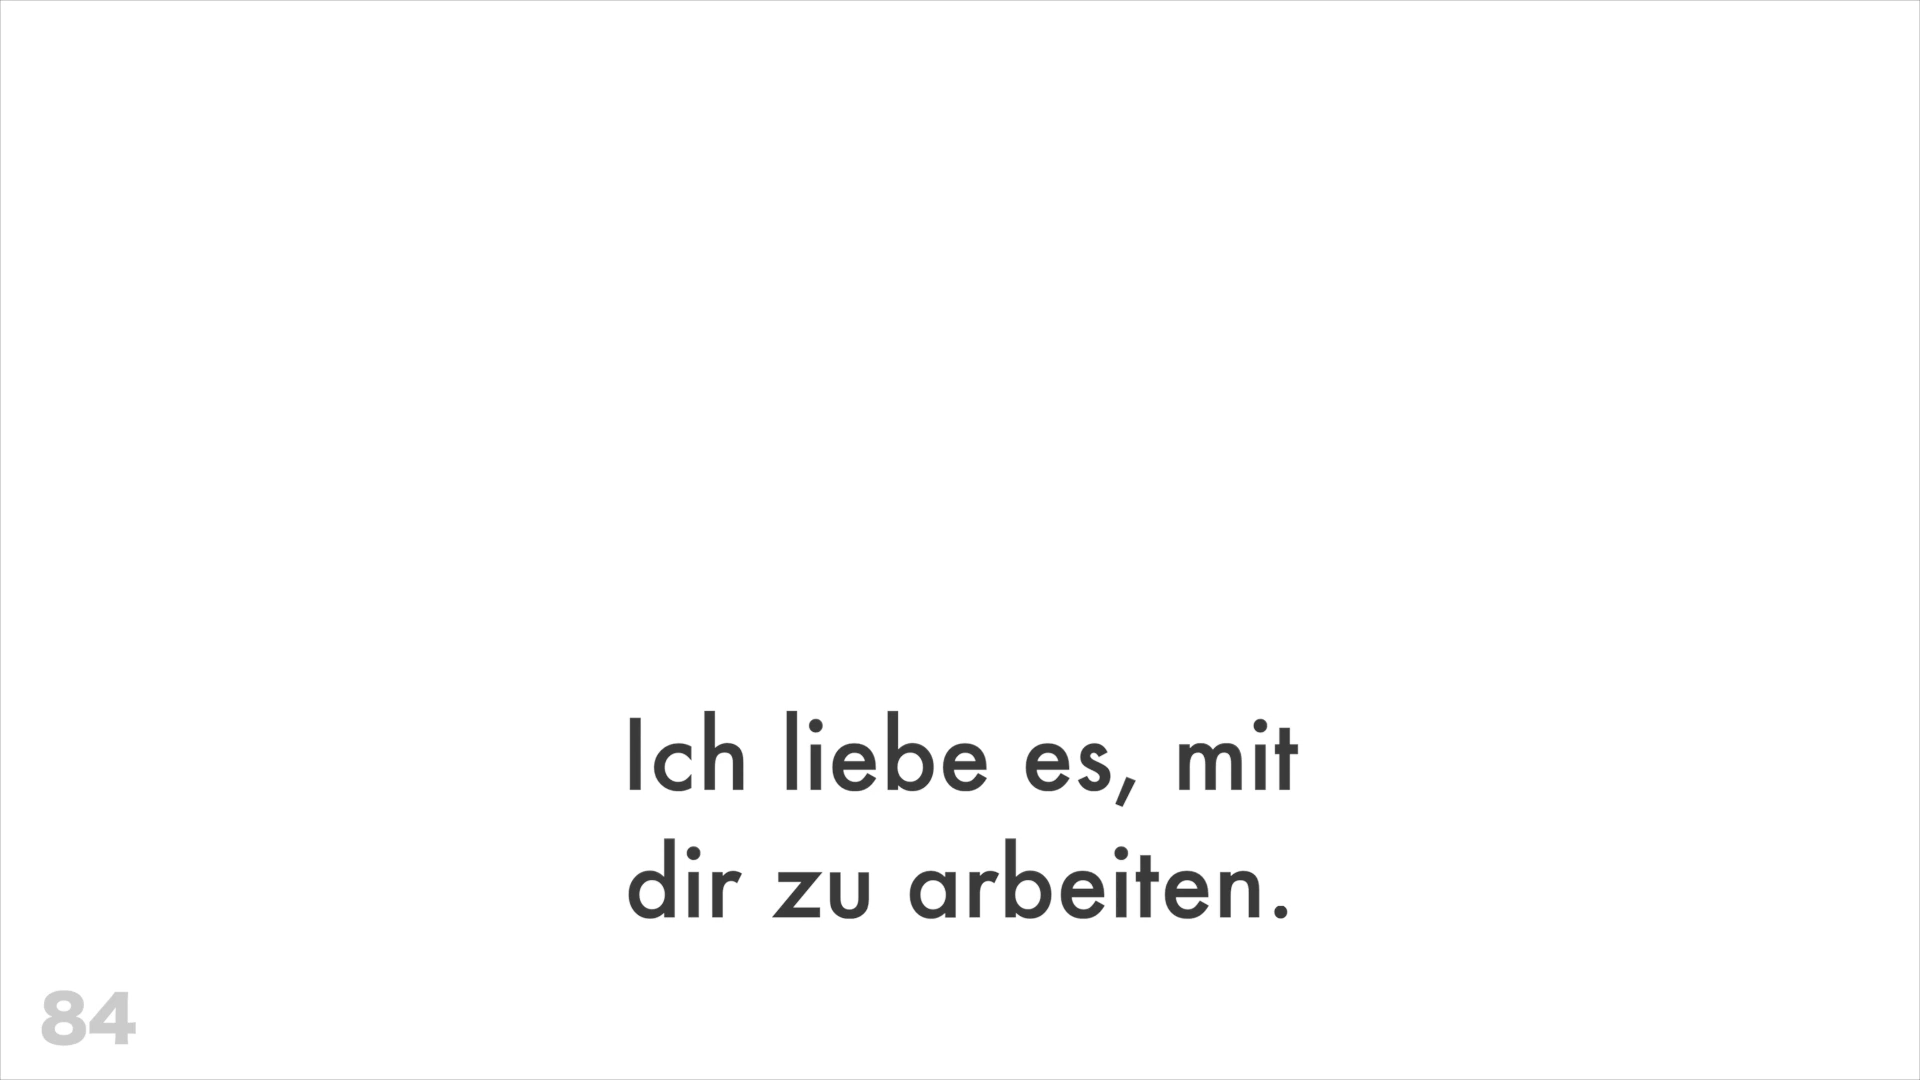 Ich liebe es, mit
dir zu arbeiten.
84